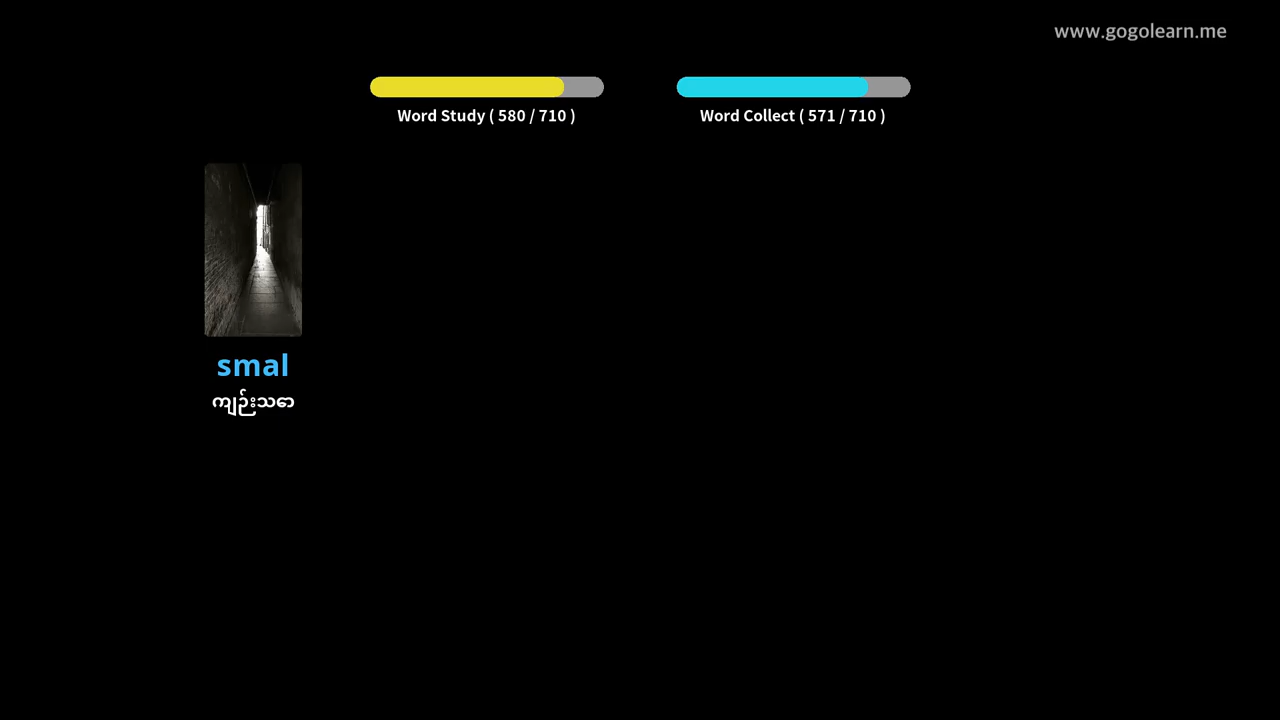 www.gogolearn.me
Word Study ( 580 / 710 )
Word Collect ( 571 / 710 )
smal
ကျဉ်းသော